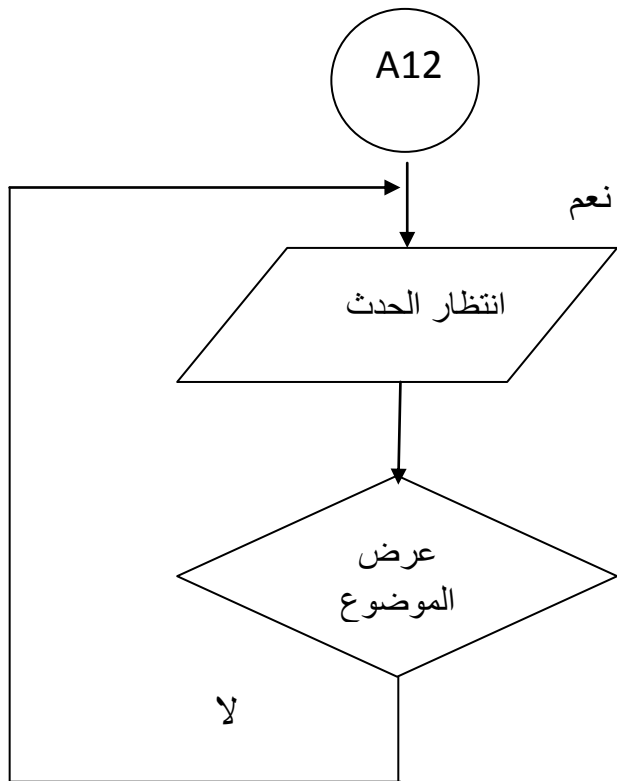 A12
نعم
انتظار الحدث
عرض
الموضوع
لا